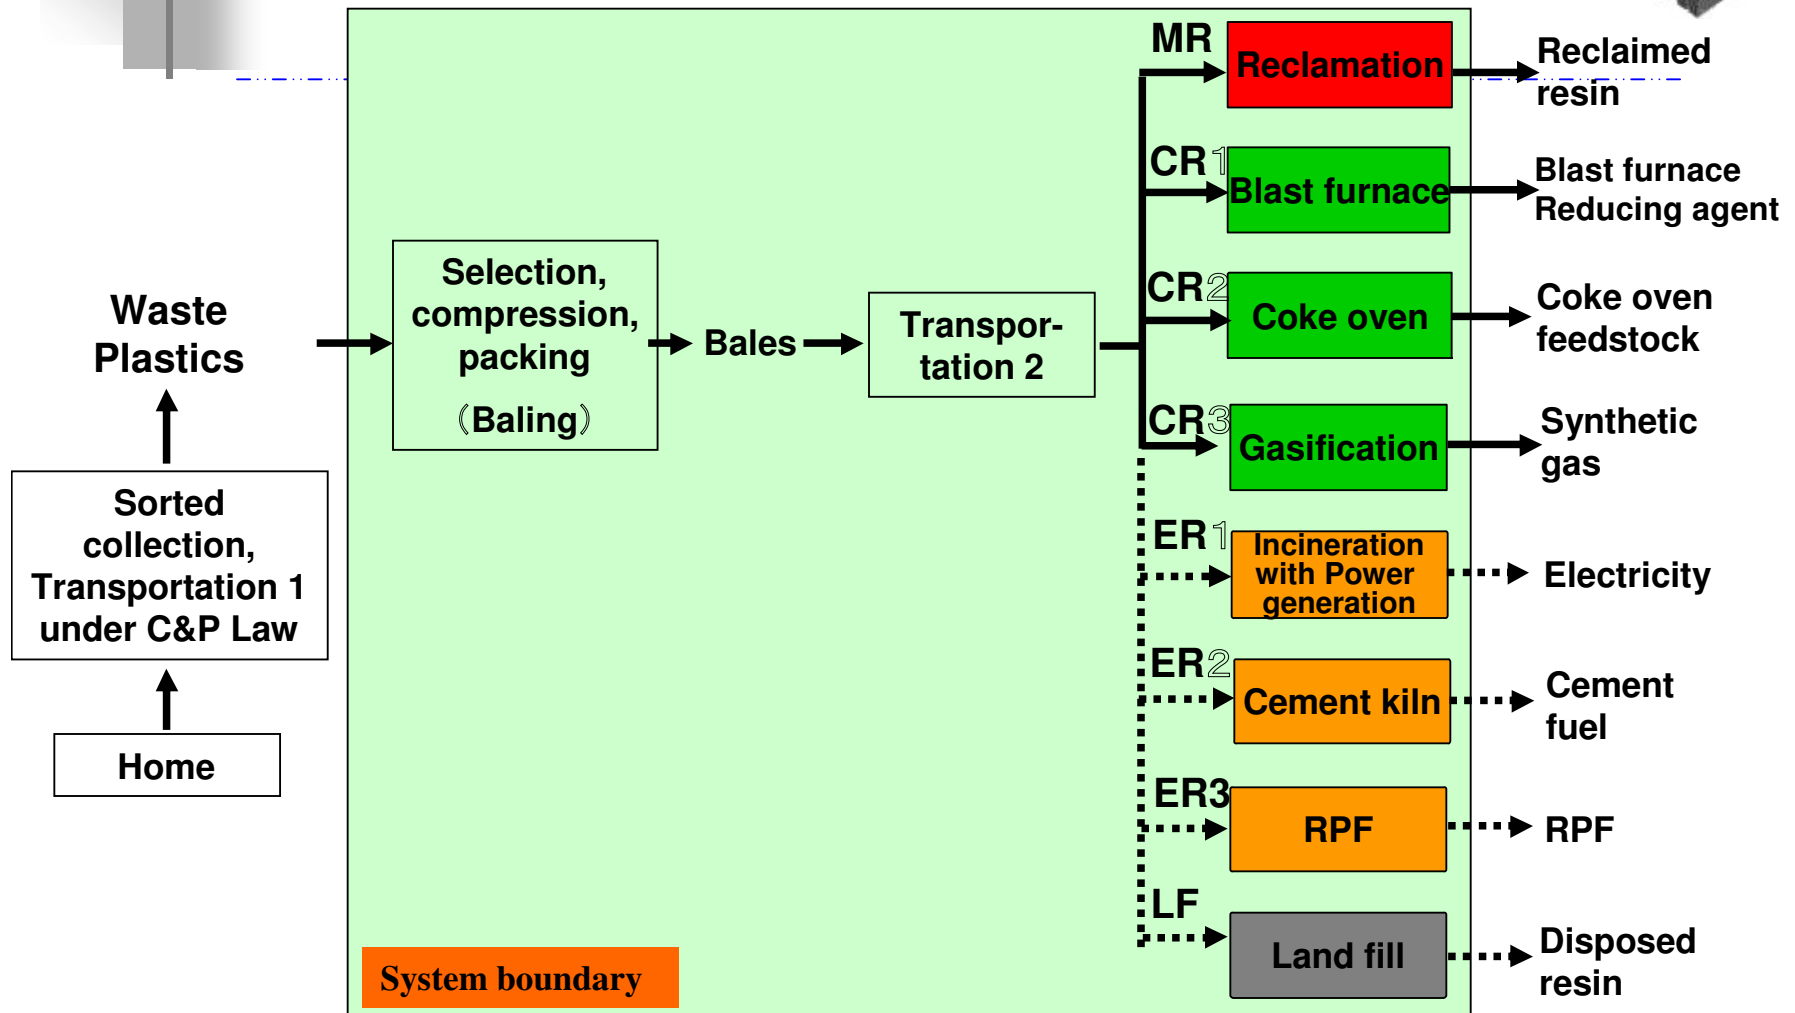 Waste
Plastics
Sorted
collection,
Transportation 1
under C&P Law
Home
Selection,
compression,
packing
（Baling）
Bales
Transpor-
tation 2
MR
Reclamation
Reclaimed
resin
CR１
Blast furnace
Blast furnace
Reducing agent
CR２
Coke oven
Coke oven
feedstock
CR３
Gasification
Synthetic
gas
ER１
Incineration
with Power
generation
Electricity
ER２
Cement kiln
Cement
fuel
ER3
RPF
RPF
LF
Land fill
Disposed
resin
System boundary